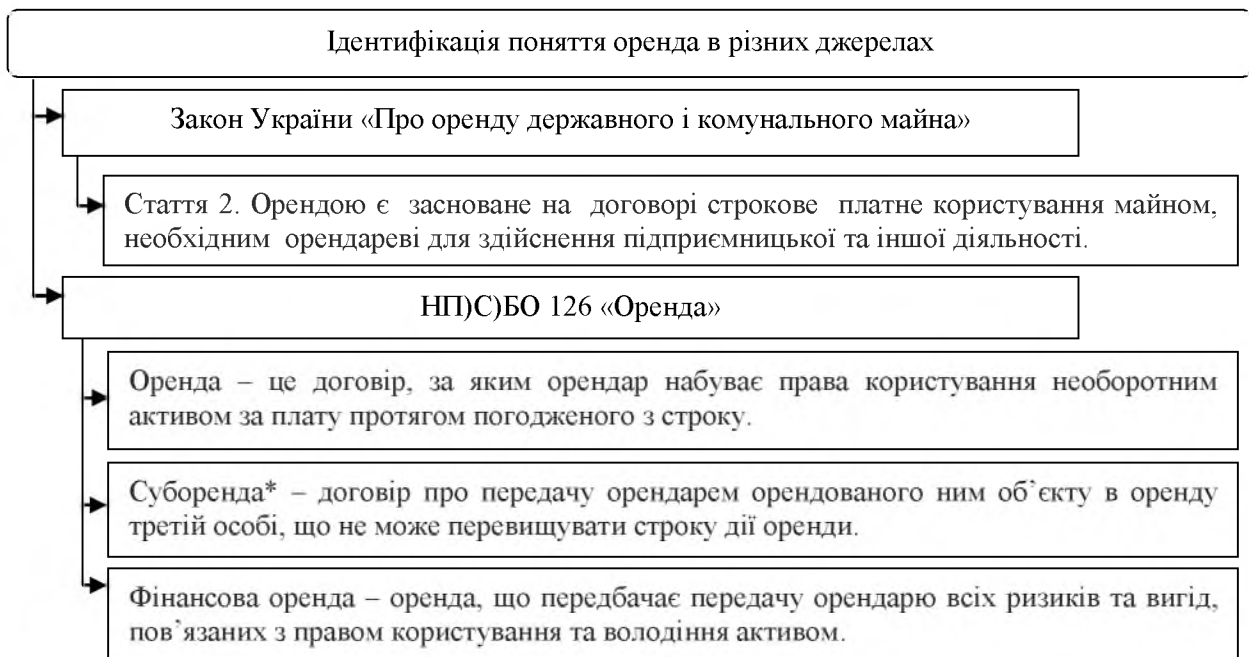 Ідентифікація поняття оренда в різних джерелах
Закон України «Про оренду державного і комунального майна»
Стаття 2. Орендою є засноване на договорі строкове платне користування майном,
необхідним орендареві для здійснення підприємницької та іншої діяльності.
НП)С)БО 126 «Оренда»
Оренда – це договір, за яким орендар набуває права користування необоротним
активом за плату протягом погодженого з строку.
Суборенда* – договір про передачу орендарем орендованого ним об’єкту в оренду
третій особі, що не може перевищувати строку дії оренди.
Фінансова оренда – оренда, що передбачає передачу орендарю всіх ризиків та вигід,
пов’язаних з правом користування та володіння активом.